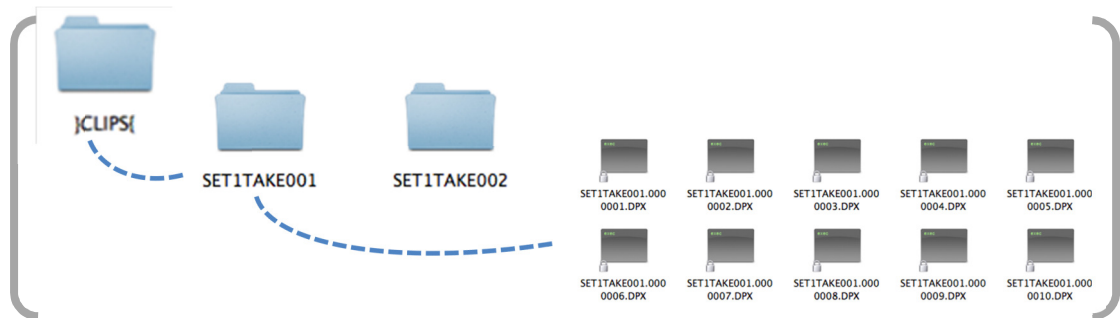 }CLIPS{
SET1TAKE001
SET1TAKE002
SET1TAKE001.000
0001.DPX
SET1TAKE001.000
0002.DPX
SET1TAKE001.000
0003.DPX
SET1TAKE001.000
0004.DPX
SET1TAKE001.000
0005.DPX
SET1TAKE001.000
0006.DPX
SET1TAKE001.000
0007.DPX
SET1TAKE001.000
0008.DPX
SET1TAKE001.000
0009.DPX
SET1TAKE001.000
0010.DPX